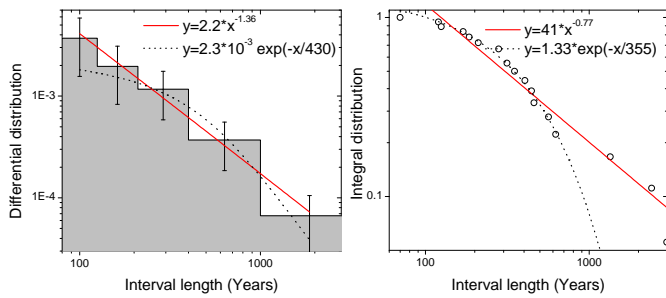 Differential distribution
1E-3
1E-4
y=2.2*x^-1.36
y=2.3*10^-3 exp(-x/430)
100
1000
Interval length (Years)
Integral distribution
1
0.1
y=41*x^-0.77
y=1.33*exp(-x/355)
100
1000
Interval length (Years)